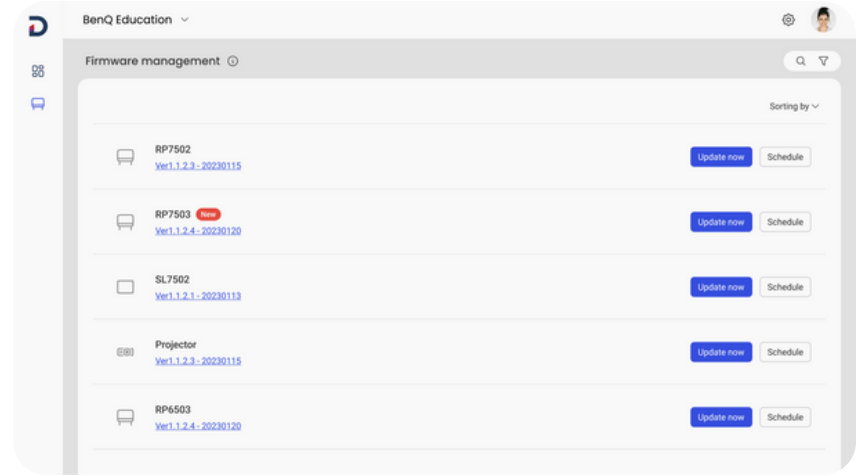 BenQ Education
Firmware management
Sorting by
RP7502
Ver1.1.2.3 - 20230115
Update now
Schedule
RP7503 New
Ver1.1.2.4 - 20230120
Update now
Schedule
SL7502
Ver1.1.2.1 - 20230113
Update now
Schedule
Projector
Ver1.1.2.3 - 20230115
Update now
Schedule
RP6503
Ver1.1.2.4 - 20230120
Update now
Schedule